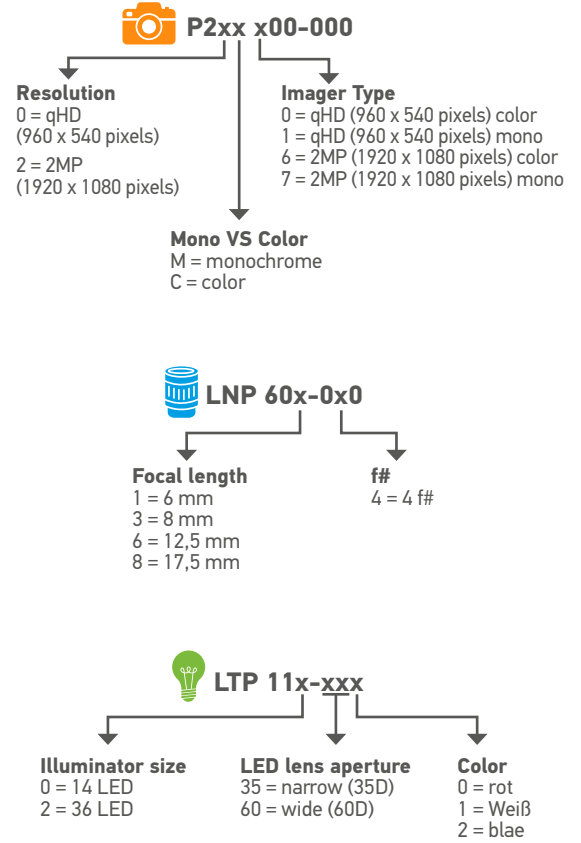 P2xx x00-000
Resolution
0 = qHD
(960 x 540 pixels)
2 = 2MP
(1920 x 1080 pixels)
Imager Type
0 = qHD (960 x 540 pixels) color
1 = qHD (960 x 540 pixels) mono
6 = 2MP (1920 x 1080 pixels) color
7 = 2MP (1920 x 1080 pixels) mono
Mono VS Color
M = monochrome
C = color
LNP 60x-0x0
Focal length
1 = 6 mm
3 = 8 mm
6 = 12,5 mm
8 = 17,5 mm
f#
4 = 4 f#
LTP 11x-xxx
Illuminator size
0 = 14 LED
2 = 36 LED
LED lens aperture
35 = narrow (35D)
60 = wide (60D)
Color
0 = rot
1 = Weiß
2 = blae